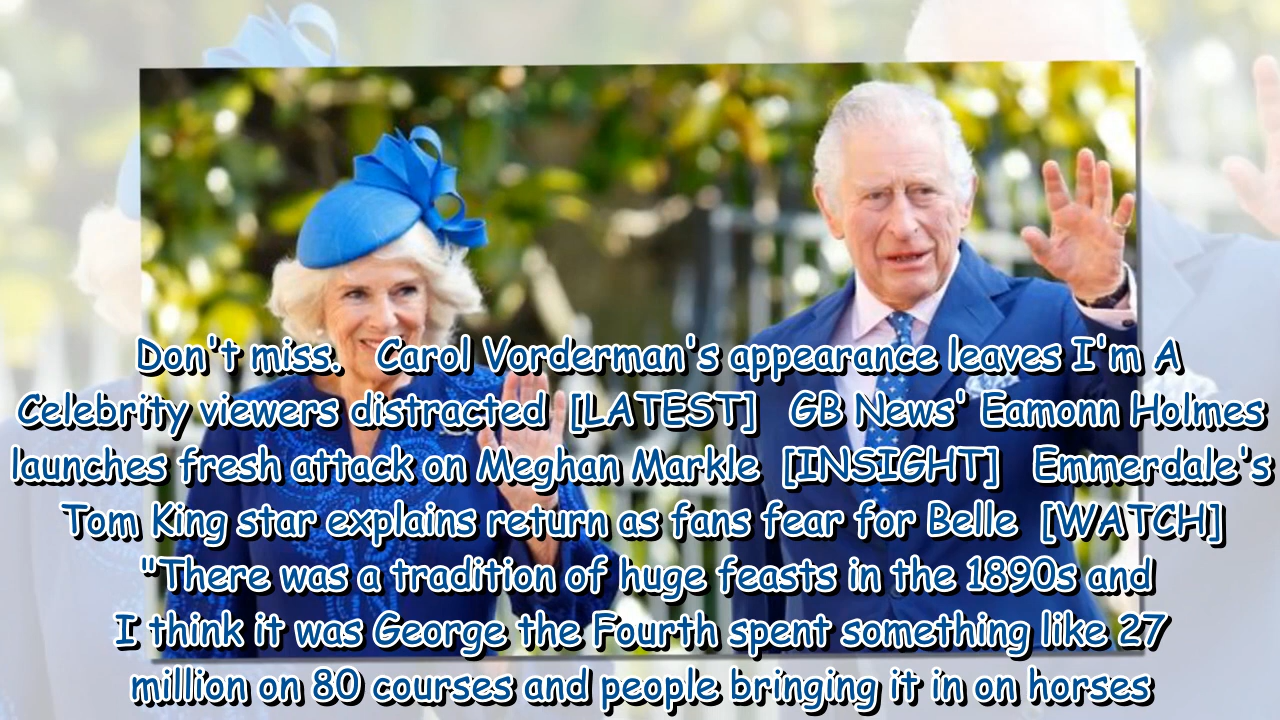 Don't miss.   Carol Vorderman's appearance leaves I'm A
Celebrity viewers distracted  [LATEST]   GB News' Eamonn Holmes
launches fresh attack on Meghan Markle  [INSIGHT]   Emmerdale's
Tom King star explains return as fans fear for Belle  [WATCH]
"There was a tradition of huge feasts in the 1890s and
I think it was George the Fourth spent something like 27
million on 80 courses and people bringing it in on horses